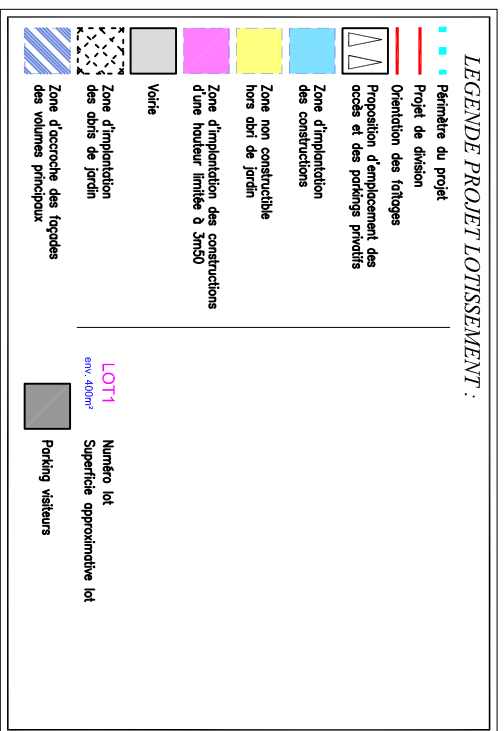 LEGENDE PROJET LOTISSEMENT :
Périmètre du projet
Projet de division
Orientation des faîtages
Proposition d'emplacement des
accès et des parkings privatifs
Zone d'implantation
des constructions
Zone non constructible
hors abri de jardin
Zone d'implantation des constructions
d'une hauteur limitée à 3m50
Voirie
Zone d'implantation
des abris de jardin
Zone d'accroche des façades
des volumes principaux
LOT1
env. 400m²
Numéro lot
Superficie approximative lot
Parking visiteurs